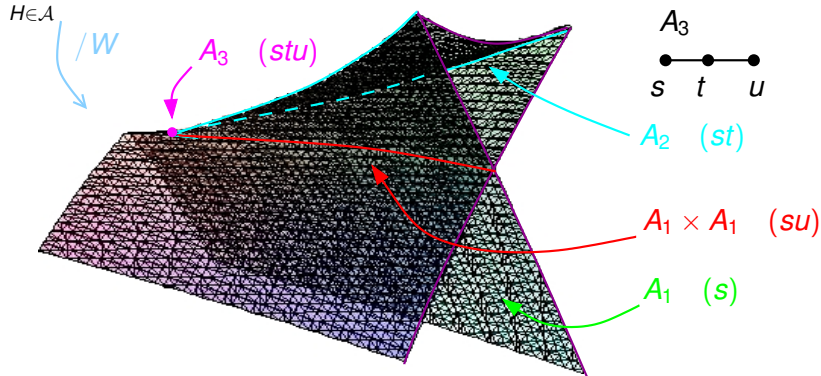 H∈𝒜
/W
A₃ (stu)
A₃
s t u
A₂ (st)
A₁ × A₁ (su)
A₁ (s)